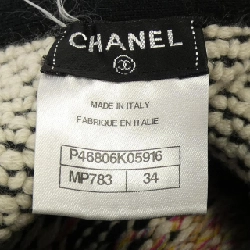 CHANEL
MADE IN ITALY
FABRIQUE EN ITALIE
P46806K05916
MP783 34